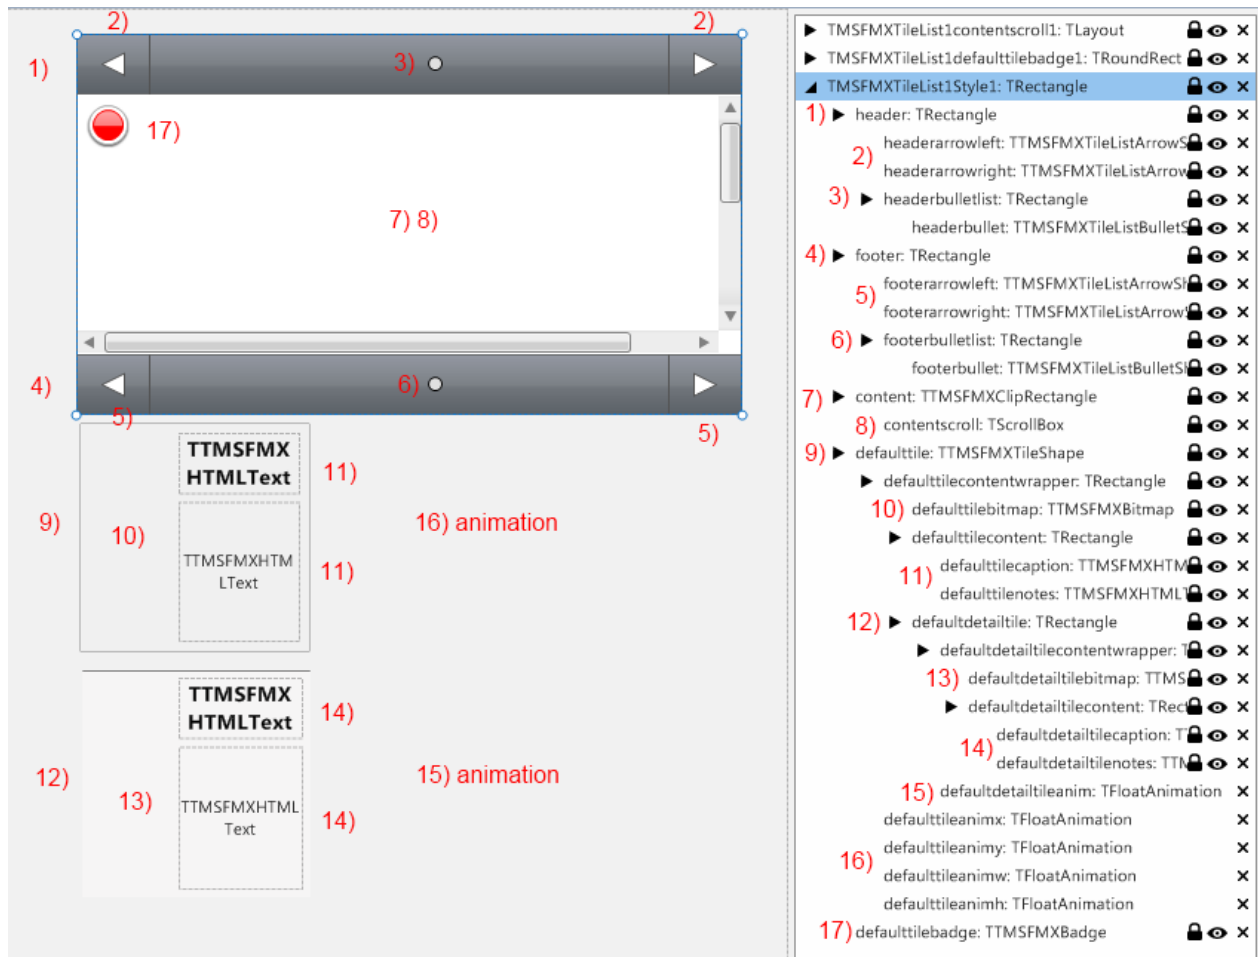 2)
2)
1)
3)
17)
7) 8)
4)
6)
5)
5)
TTMSFMX
HTMLText
11)
9)
10)
16) animation
TTMSFMXHTM
LText
11)
TTMSFMX
HTMLText
14)
12)
13)
15) animation
TTMSFMXHTML
Text
14)
TMSFMXTileList1contentscroll1: TLayout
TMSFMXTileList1defaulttilebadge1: TRoundRect
TMSFMXTileList1Style1: TRectangle
1) header: TRectangle
headerarrowleft: TTMSFMXTileListArrowS
2)
headerarrowright: TTMSFMXTileListArrow
3) headerbulletlist: TRectangle
headerbullet: TTMSFMXTileListBulletS
4) footer: TRectangle
footerarrowleft: TTMSFMXTileListArrowSh
5)
footerarrowright: TTMSFMXTileListArrow
6) footerbulletlist: TRectangle
footerbullet: TTMSFMXTileListBulletS
7) content: TTMSFMXClipRectangle
8) contentscroll: TScrollBox
9) defaulttile: TTMSFMXTileShape
defaulttilecontentwrapper: TRectangle
10) defaulttilebitmap: TTMSFMXBitmap
defaulttilecontent: TRectangle
defaulttilecaption: TTMSFMXHTM
11)
defaulttilenotes: TTMSFMXHTML
12) defaultdetailtile: TRectangle
defaultdetailtilecontentwrapper: T
13) defaultdetailtilebitmap: TTMS
defaultdetailtilecontent: TRect
defaultdetailtilecaption: T
14)
defaultdetailtilenotes: TTM
15) defaultdetailtileanim: TFloatAnimation
defaulttileanimx: TFloatAnimation
defaulttileanimy: TFloatAnimation
16)
defaulttileanimw: TFloatAnimation
defaulttileanimh: TFloatAnimation
17) defaulttilebadge: TTMSFMXBadge